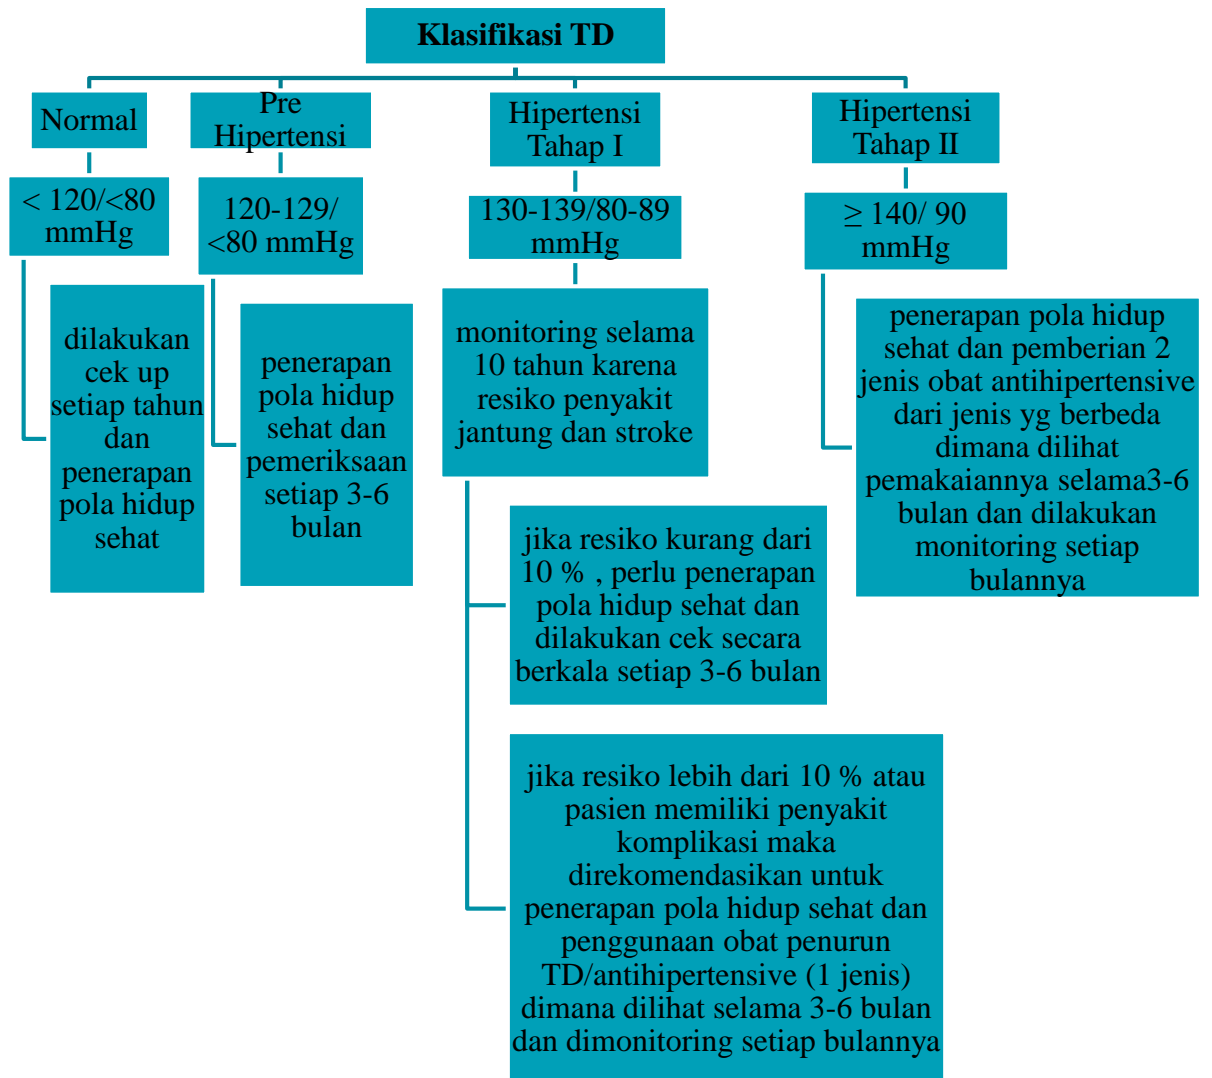 Klasifikasi TD
Normal
< 120/<80
mmHg
dilakukan
cek up
setiap tahun
dan
penerapan
pola hidup
sehat
Pre
Hipertensi
120-129/
<80 mmHg
penerapan
pola hidup
sehat dan
pemeriksaan
setiap 3-6
bulan
Hipertensi
Tahap I
130-139/80-89
mmHg
monitoring selama
10 tahun karena
resiko penyakit
jantung dan stroke
jika resiko kurang dari
10 % , perlu penerapan
pola hidup sehat dan
dilakukan cek secara
berkala setiap 3-6 bulan
jika resiko lebih dari 10 % atau
pasien memiliki penyakit
komplikasi maka
direkomendasikan untuk
penerapan pola hidup sehat dan
penggunaan obat penurun
TD/antihipertensive (1 jenis)
dimana dilihat selama 3-6 bulan
dan dimonitoring setiap bulannya
Hipertensi
Tahap II
≥ 140/ 90
mmHg
penerapan pola hidup
sehat dan pemberian 2
jenis obat antihipertensive
dari jenis yg berbeda
dimana dilihat
pemakaiannya selama3-6
bulan dan dilakukan
monitoring setiap
bulannya